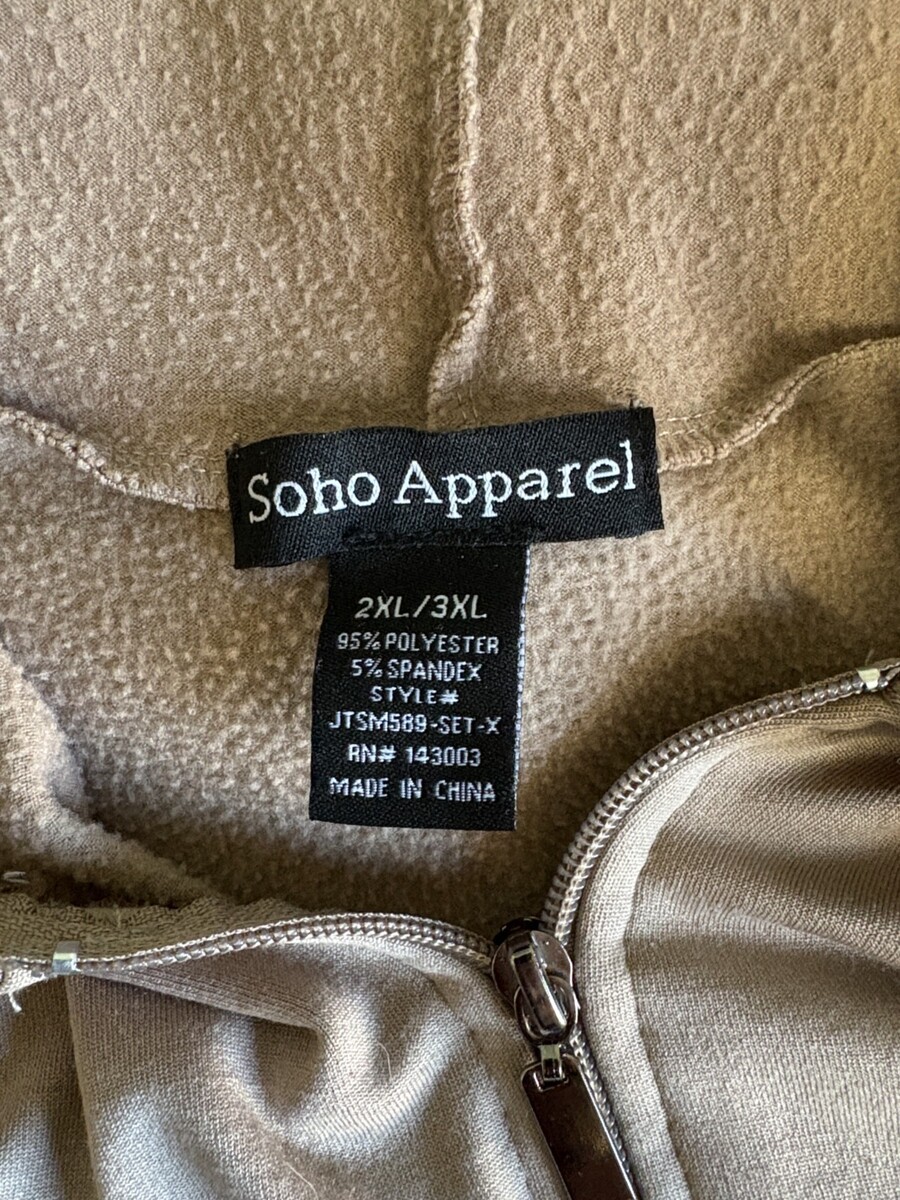 Soho Apparel
2XL/3XL
95% POLYESTER
5% SPANDEX
STYLE#
JTSM589-SET-X
RN# 143003
MADE IN CHINA